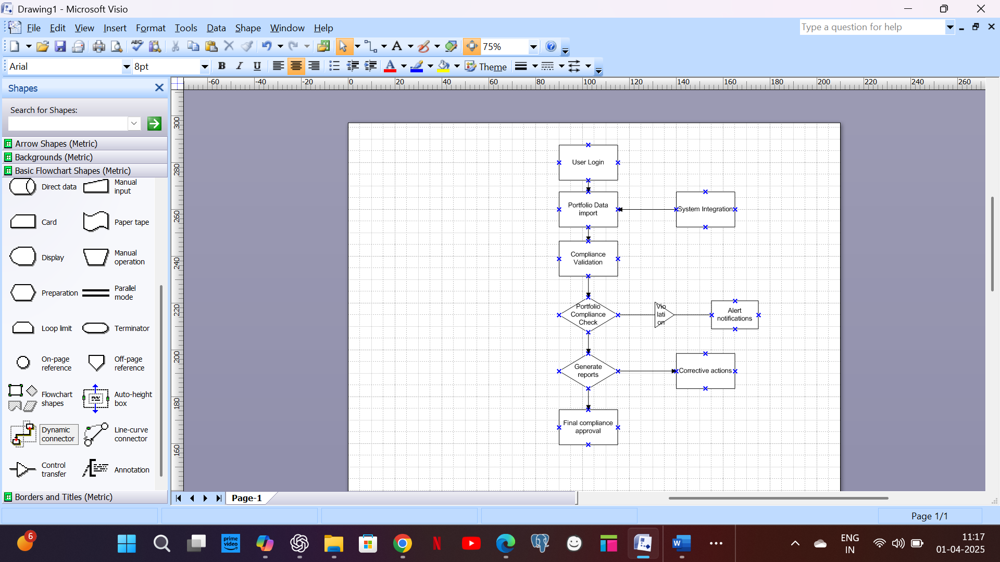 Drawing1 - Microsoft Visio
File Edit View Insert Format Tools Data Shape Window Help
Type a question for help
75%
Arial
8pt
B I U
Theme
Shapes
Search for Shapes:
Arrow Shapes (Metric)
Backgrounds (Metric)
Basic Flowchart Shapes (Metric)
Direct data
Manual
input
Card
Paper tape
Display
Manual
operation
Preparation
Parallel
mode
Loop limit
Terminator
On-page
reference
Off-page
reference
Flowchart
shapes
Auto-height
box
Dynamic
connector
Line-curve
connector
Control
transfer
Annotation
Borders and Titles (Metric)
-60 -40 -20 0 20 40 60 80 100 120 140 160 180 200 220 240 260
300
280
260
240
220
200
180
160
User Login
Portfolio Data
import
System Integration
Compliance
Validation
Portfolio
Compliance
Check
Vio
lati
on
Alert
notifications
Generate
reports
Corrective actions
Final compliance
approval
Page-1
Page 1/1
6
prime
video
ENG
IN
11:17
01-04-2025